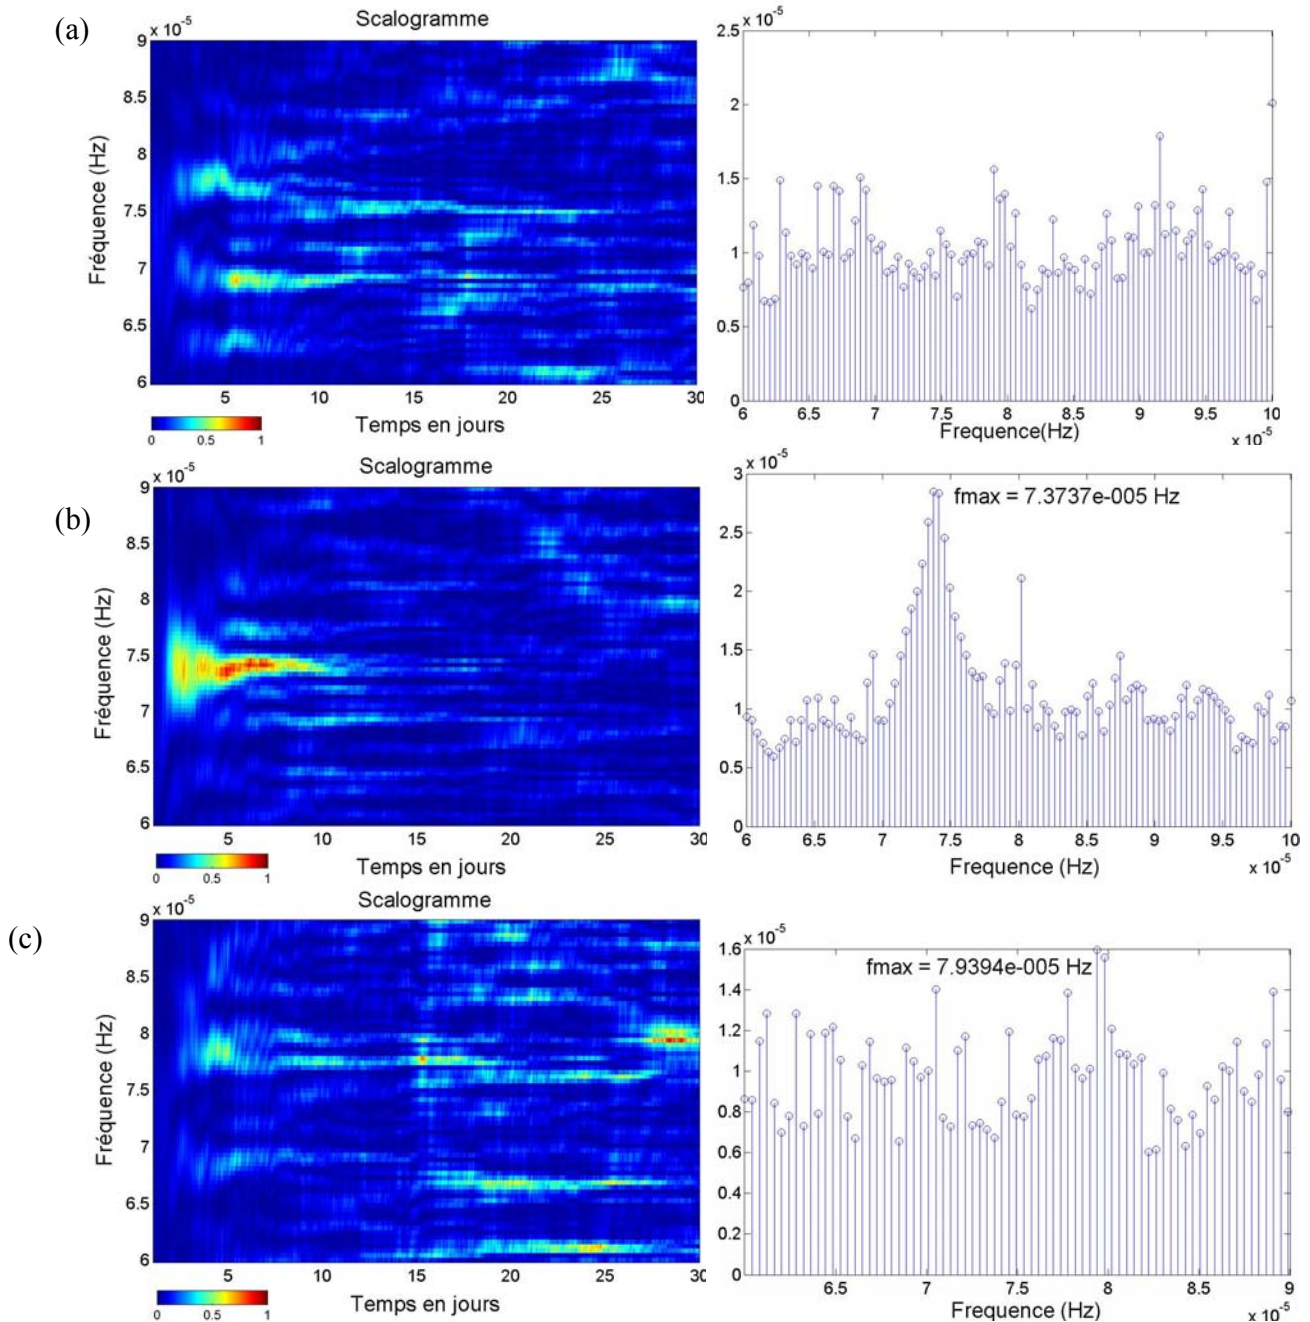 (a)
Scalogramme
x 10⁻⁵
9
8.5
8
7.5
7
6.5
6
Fréquence (Hz)
5 10 15 20 25 30
Temps en jours
0 0.5 1
x 10⁻⁵
2.5
2
1.5
1
0.5
0
6 6.5 7 7.5 8 8.5 9 9.5 10
Frequence(Hz)
x 10⁻⁵
(b)
Scalogramme
x 10⁻⁵
9
8.5
8
7.5
7
6.5
6
Fréquence (Hz)
5 10 15 20 25 30
Temps en jours
0 0.5 1
x 10⁻⁵
fmax = 7.3737e-005 Hz
3
2.5
2
1.5
1
0.5
0
6 6.5 7 7.5 8 8.5 9 9.5 10
Frequence (Hz)
x 10⁻⁵
(c)
Scalogramme
x 10⁻⁵
9
8.5
8
7.5
7
6.5
6
Fréquence (Hz)
5 10 15 20 25 30
Temps en jours
0 0.5 1
x 10⁻⁵
fmax = 7.9394e-005 Hz
1.6
1.4
1.2
1
0.8
0.6
0.4
0.2
0
6.5 7 7.5 8 8.5 9
Frequence (Hz)
x 10⁻⁵